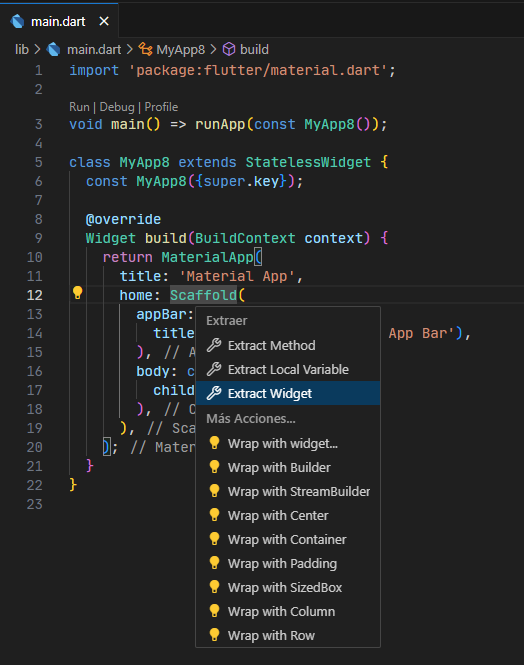 main.dart
lib > main.dart > MyApp8 > build
1 import 'package:flutter/material.dart';
2
Run | Debug | Profile
3 void main() => runApp(const MyApp8());
4
5 class MyApp8 extends StatelessWidget {
6 const MyApp8({super.key});
7
8 @override
9 Widget build(BuildContext context) {
10 return MaterialApp(
11 title: 'Material App',
12 home: Scaffold(
13 appBar:
14 title App Bar'),
15 ), // A
16 body: c
17 child
18 ), // C
19 ), // Sca
20 ); // Mater
21 }
22 }
23
Extraer
Extract Method
Extract Local Variable
Extract Widget
Más Acciones...
Wrap with widget...
Wrap with Builder
Wrap with StreamBuilder
Wrap with Center
Wrap with Container
Wrap with Padding
Wrap with SizedBox
Wrap with Column
Wrap with Row